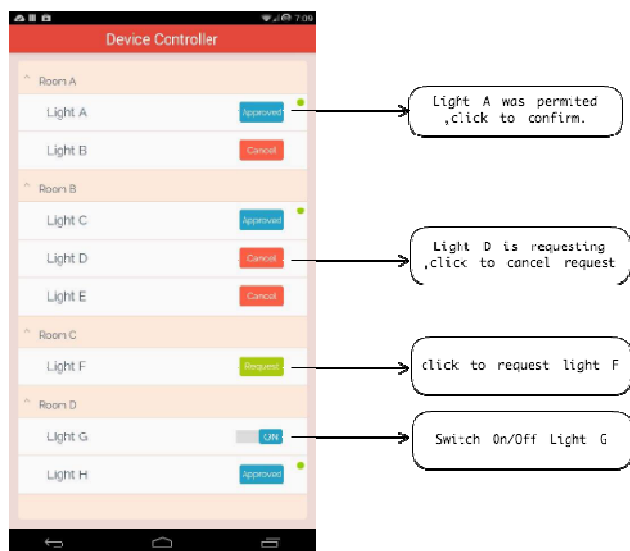 7:09
Device Controller
Room A
Light A
Approved
Light A was permited
,click to confirm.
Light B
Cancel
Room B
Light C
Approved
Light D
Cancel
Light D is requesting
,click to cancel request
Light E
Cancel
Room C
Light F
Request
click to request light F
Room D
Light G
ON
Switch On/Off Light G
Light H
Approved